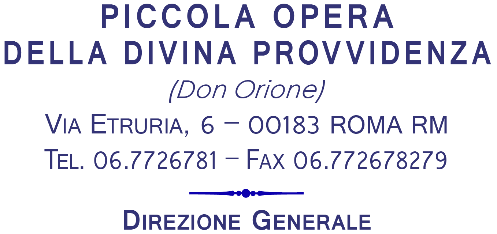 PICCOLA OPERA
DELLA DIVINA PROVVIDENZA
(Don Orione)
VIA ETRURIA, 6 – 00183 ROMA RM
TEL. 06.7726781 – FAX 06.772678279
DIREZIONE GENERALE